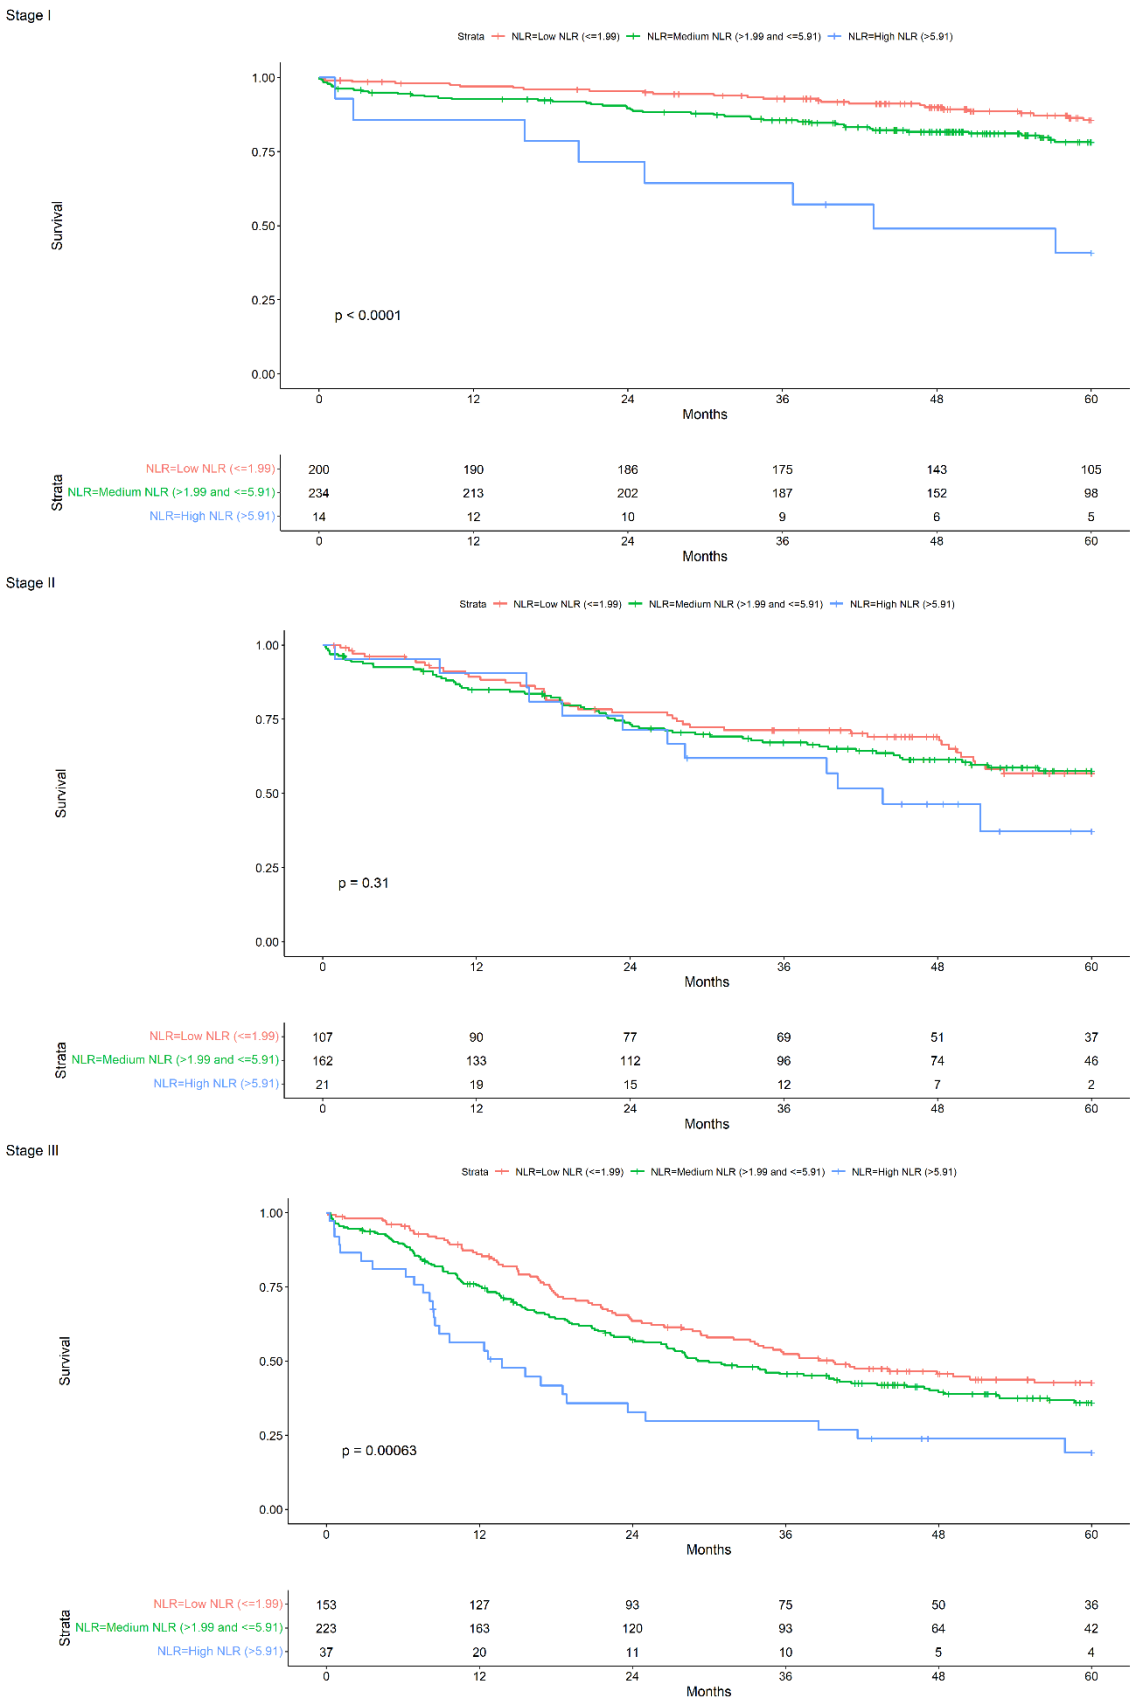 Stage I
Strata NLR=Low NLR (<=1.99) NLR=Medium NLR (>1.99 and <=5.91) NLR=High NLR (>5.91)
1.00
0.75
Survival
0.50
0.25
p < 0.0001
0.00
0 12 24 36 48 60
Months
Strata
NLR=Low NLR (<=1.99) 200 190 186 175 143 105
NLR=Medium NLR (>1.99 and <=5.91) 234 213 202 187 152 98
NLR=High NLR (>5.91) 14 12 10 9 6 5
0 12 24 36 48 60
Months
Stage II
Strata NLR=Low NLR (<=1.99) NLR=Medium NLR (>1.99 and <=5.91) NLR=High NLR (>5.91)
1.00
0.75
Survival
0.50
0.25
p = 0.31
0.00
0 12 24 36 48 60
Months
Strata
NLR=Low NLR (<=1.99) 107 90 77 69 51 37
NLR=Medium NLR (>1.99 and <=5.91) 162 133 112 96 74 46
NLR=High NLR (>5.91) 21 19 15 12 7 2
0 12 24 36 48 60
Months
Stage III
Strata NLR=Low NLR (<=1.99) NLR=Medium NLR (>1.99 and <=5.91) NLR=High NLR (>5.91)
1.00
0.75
Survival
0.50
0.25
p = 0.00063
0.00
0 12 24 36 48 60
Months
Strata
NLR=Low NLR (<=1.99) 153 127 93 75 50 36
NLR=Medium NLR (>1.99 and <=5.91) 223 163 120 93 64 42
NLR=High NLR (>5.91) 37 20 11 10 5 4
0 12 24 36 48 60
Months